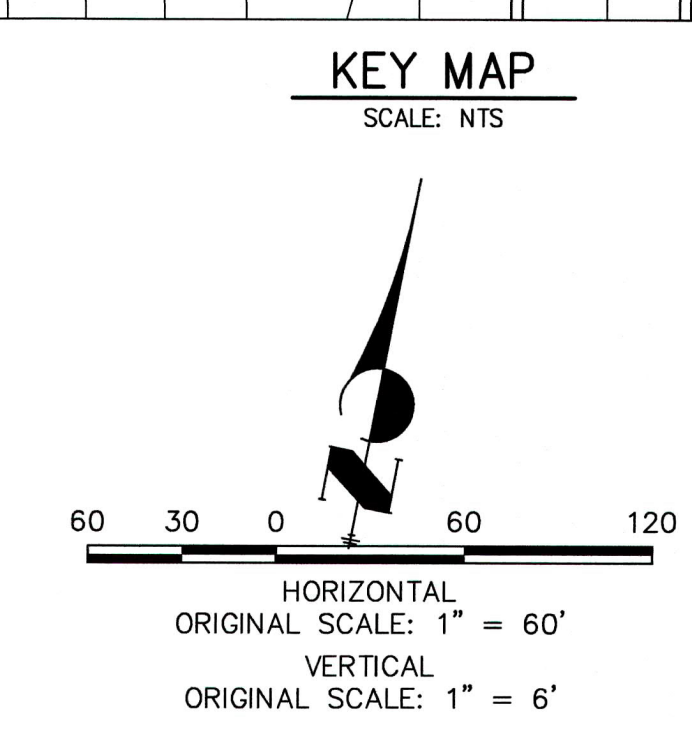 KEY MAP
SCALE: NTS
N
60 30 0 60 120
HORIZONTAL
ORIGINAL SCALE: 1" = 60'
VERTICAL
ORIGINAL SCALE: 1" = 6'